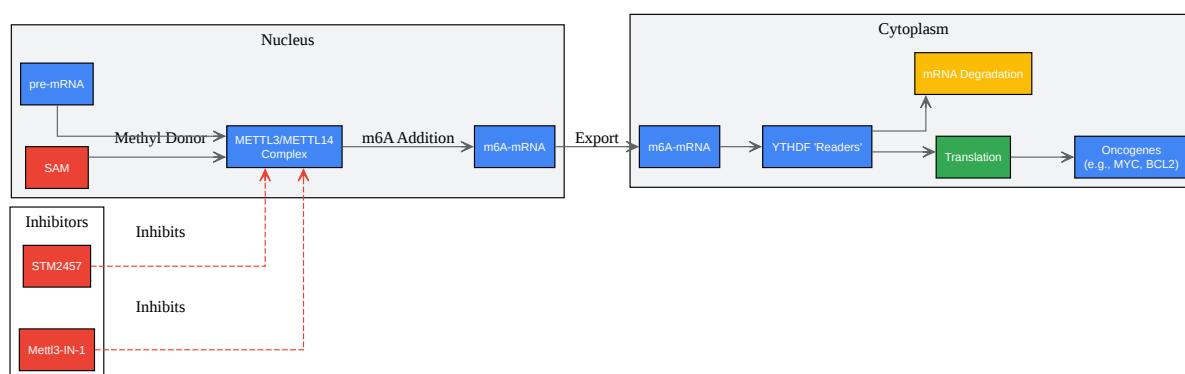 Nucleus
pre-mRNA
Methyl Donor
SAM
METTL3/METTL14
Complex
m6A Addition
m6A-mRNA
Export
Cytoplasm
mRNA Degradation
m6A-mRNA
YTHDF 'Readers'
Translation
Oncogenes
(e.g., MYC, BCL2)
Inhibitors
STM2457
Inhibits
Mettl3-IN-1
Inhibits